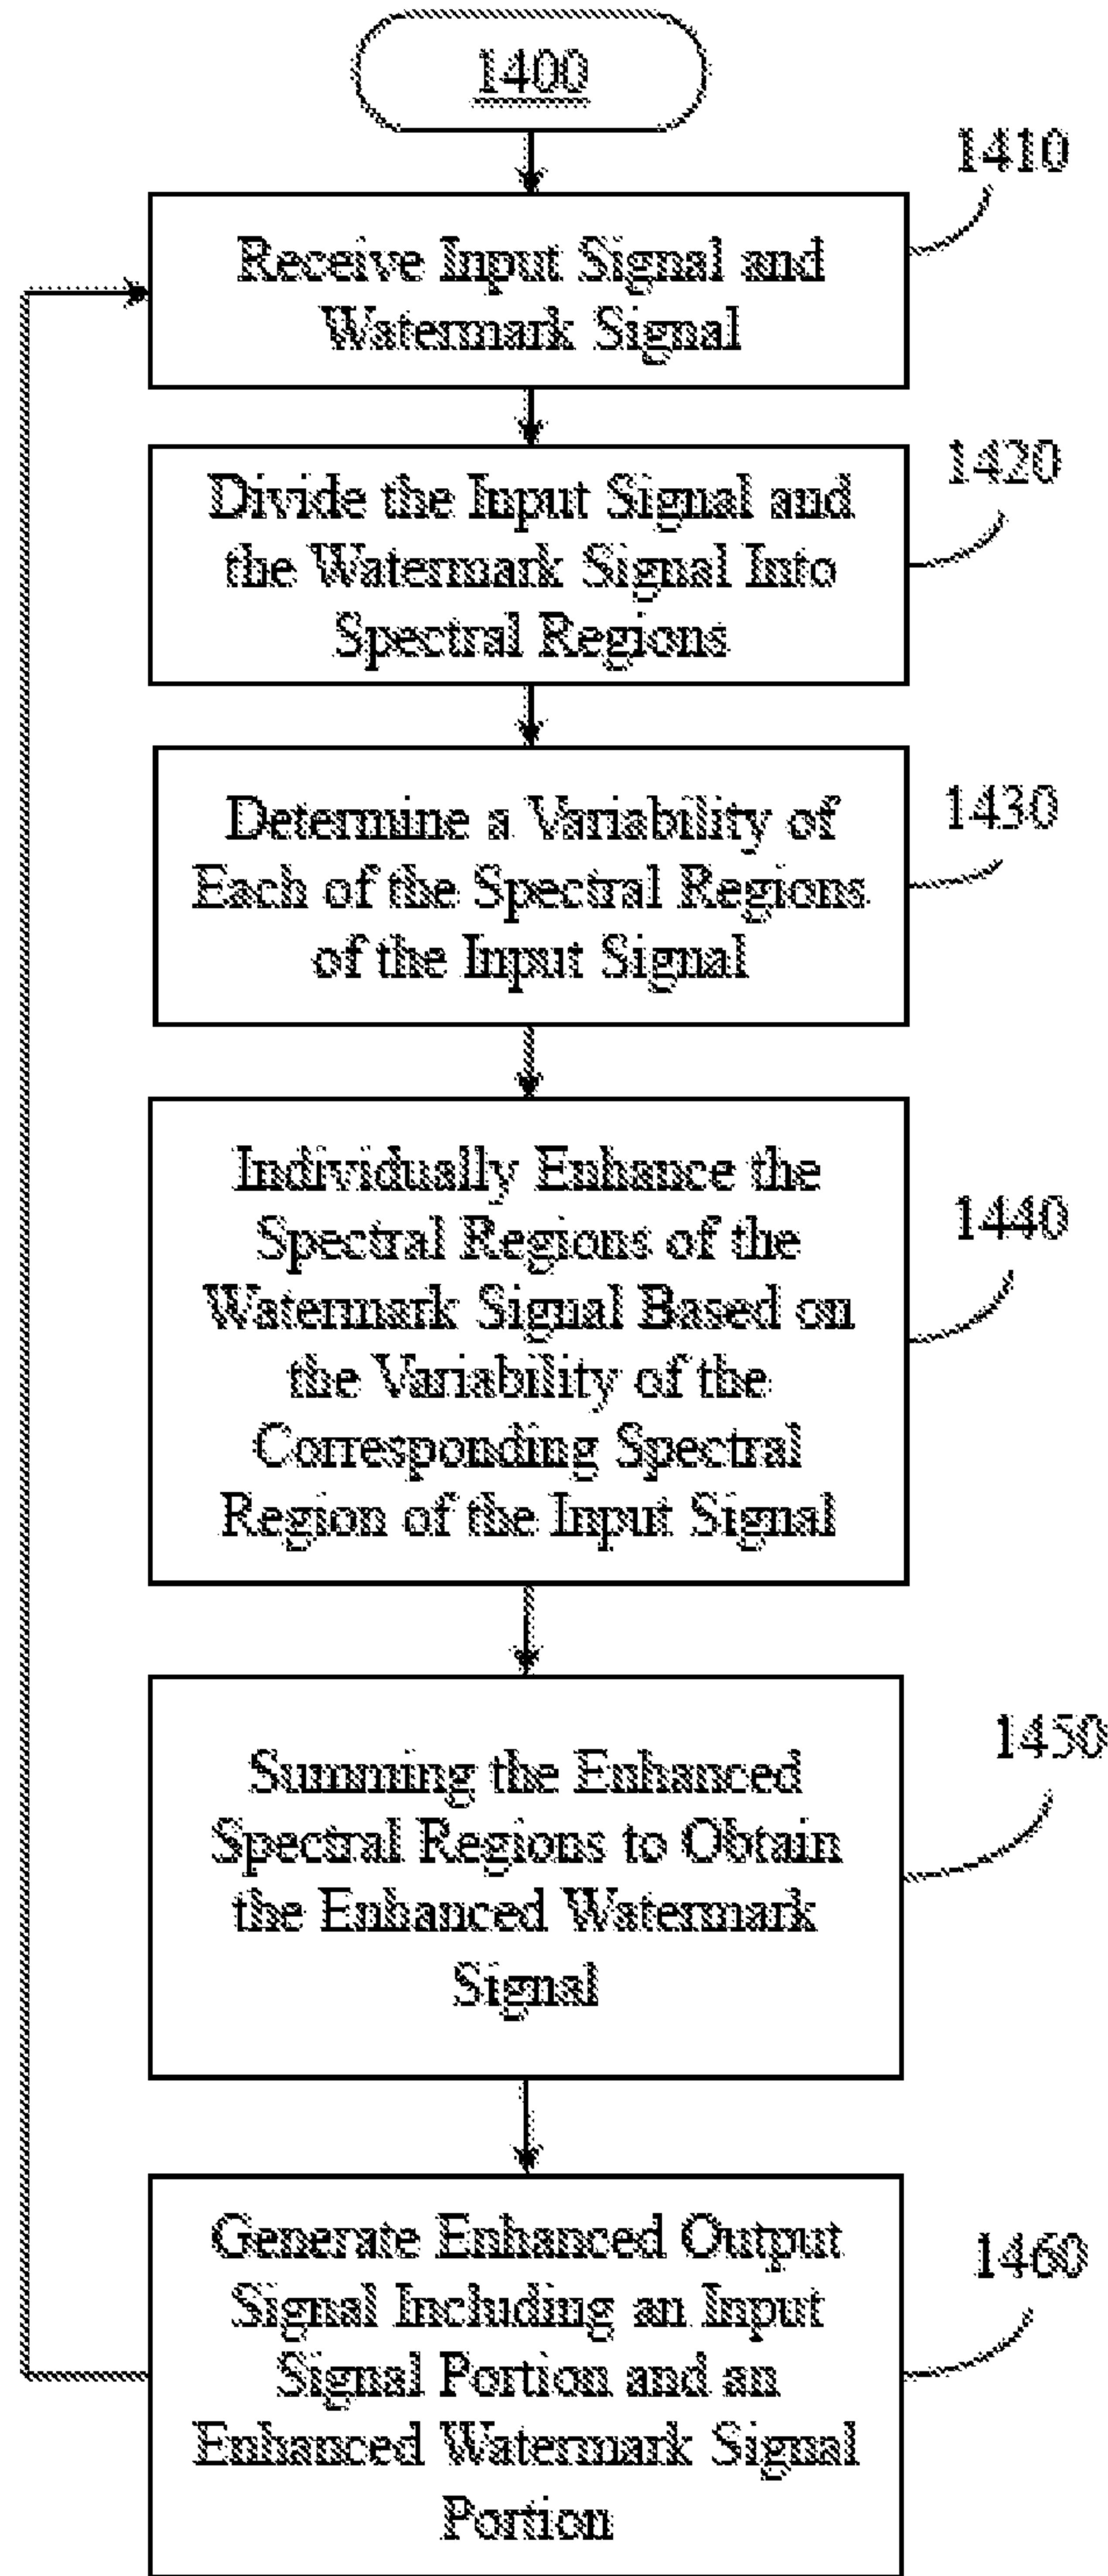 1400
1410
Receive Input Signal and
Watermark Signal
1420
Divide the Input Signal and
the Watermark Signal Into
Spectral Regions
1430
Determine a Variability of
Each of the Spectral Regions
of the Input Signal
1440
Individually Enhance the
Spectral Regions of the
Watermark Signal Based on
the Variability of the
Corresponding Spectral
Region of the Input Signal
1450
Summing the Enhanced
Spectral Regions to Obtain
the Enhanced Watermark
Signal
1460
Generate Enhanced Output
Signal Including an Input
Signal Portion and an
Enhanced Watermark Signal
Portion